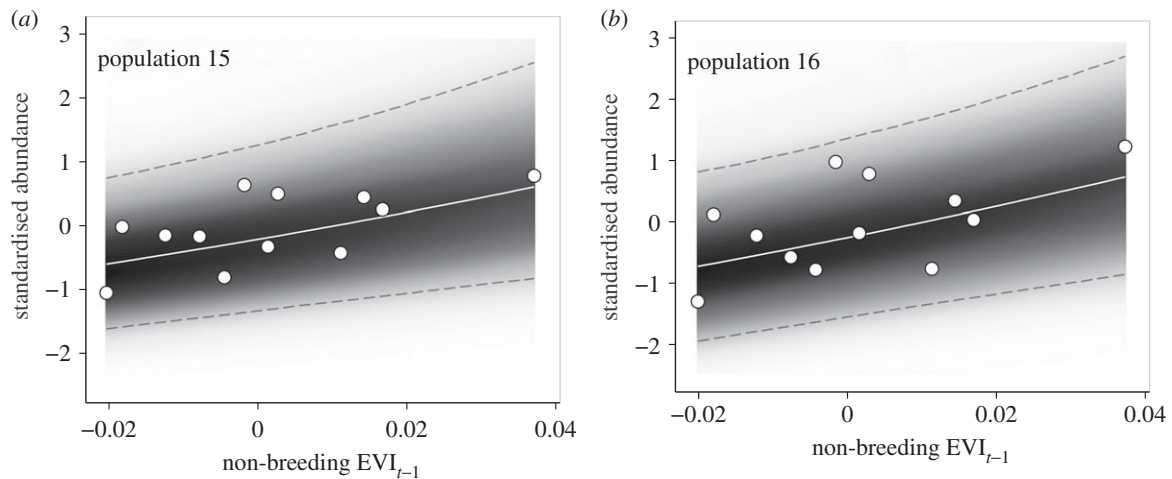 (a)
population 15
standardised abundance
3
2
1
0
−1
−2
−0.02 0 0.02 0.04
non-breeding EVIt−1
(b)
population 16
standardised abundance
3
2
1
0
−1
−2
−0.02 0 0.02 0.04
non-breeding EVIt−1